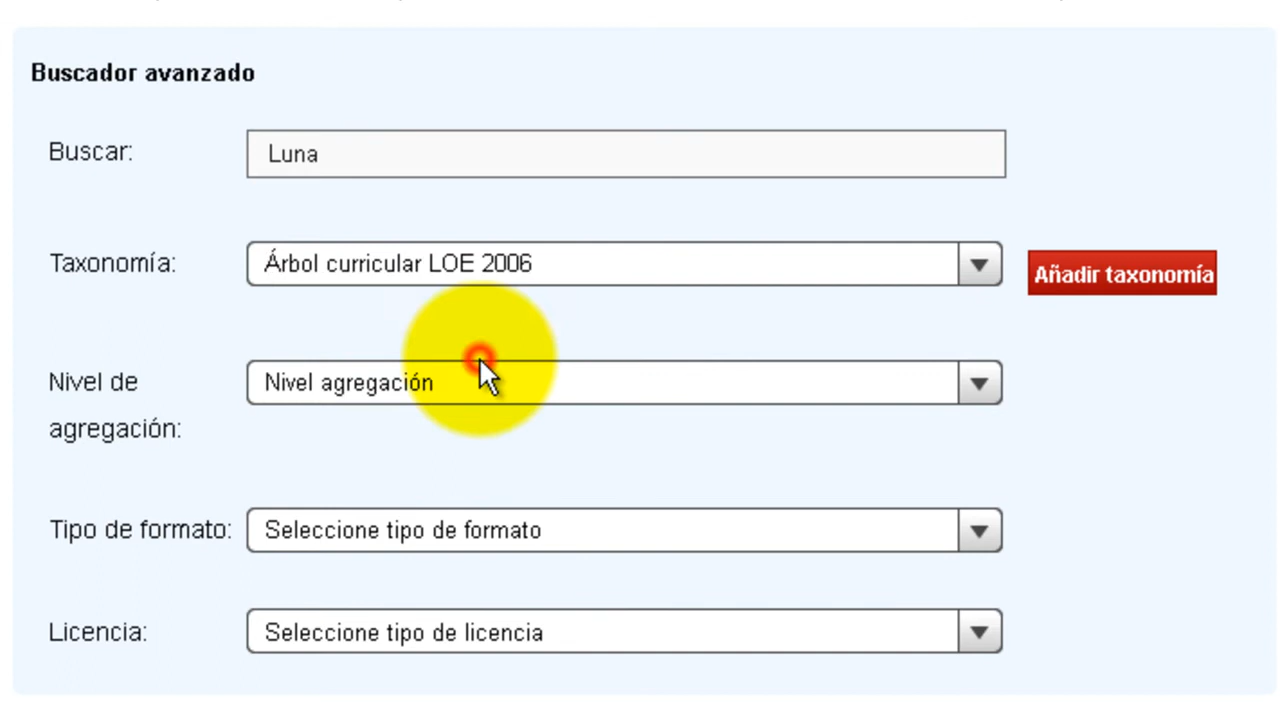 Buscador avanzado
Buscar: Luna
Taxonomía: Árbol curricular LOE 2006 Añadir taxonomía
Nivel de agregación: Nivel agregación
Tipo de formato: Seleccione tipo de formato
Licencia: Seleccione tipo de licencia